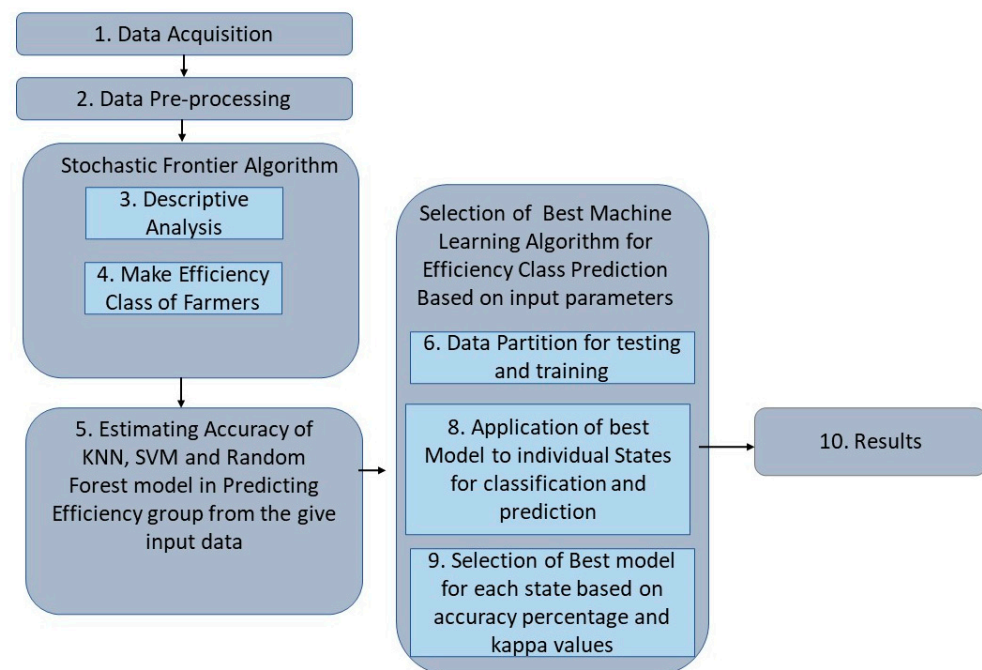 1. Data Acquisition
2. Data Pre-processing
Stochastic Frontier Algorithm
3. Descriptive
Analysis
4. Make Efficiency
Class of Farmers
5. Estimating Accuracy of
KNN, SVM and Random
Forest model in Predicting
Efficiency group from the give
input data
Selection of Best Machine
Learning Algorithm for
Efficiency Class Prediction
Based on input parameters
6. Data Partition for testing
and training
8. Application of best
Model to individual States
for classification and
prediction
9. Selection of Best model
for each state based on
accuracy percentage and
kappa values
10. Results